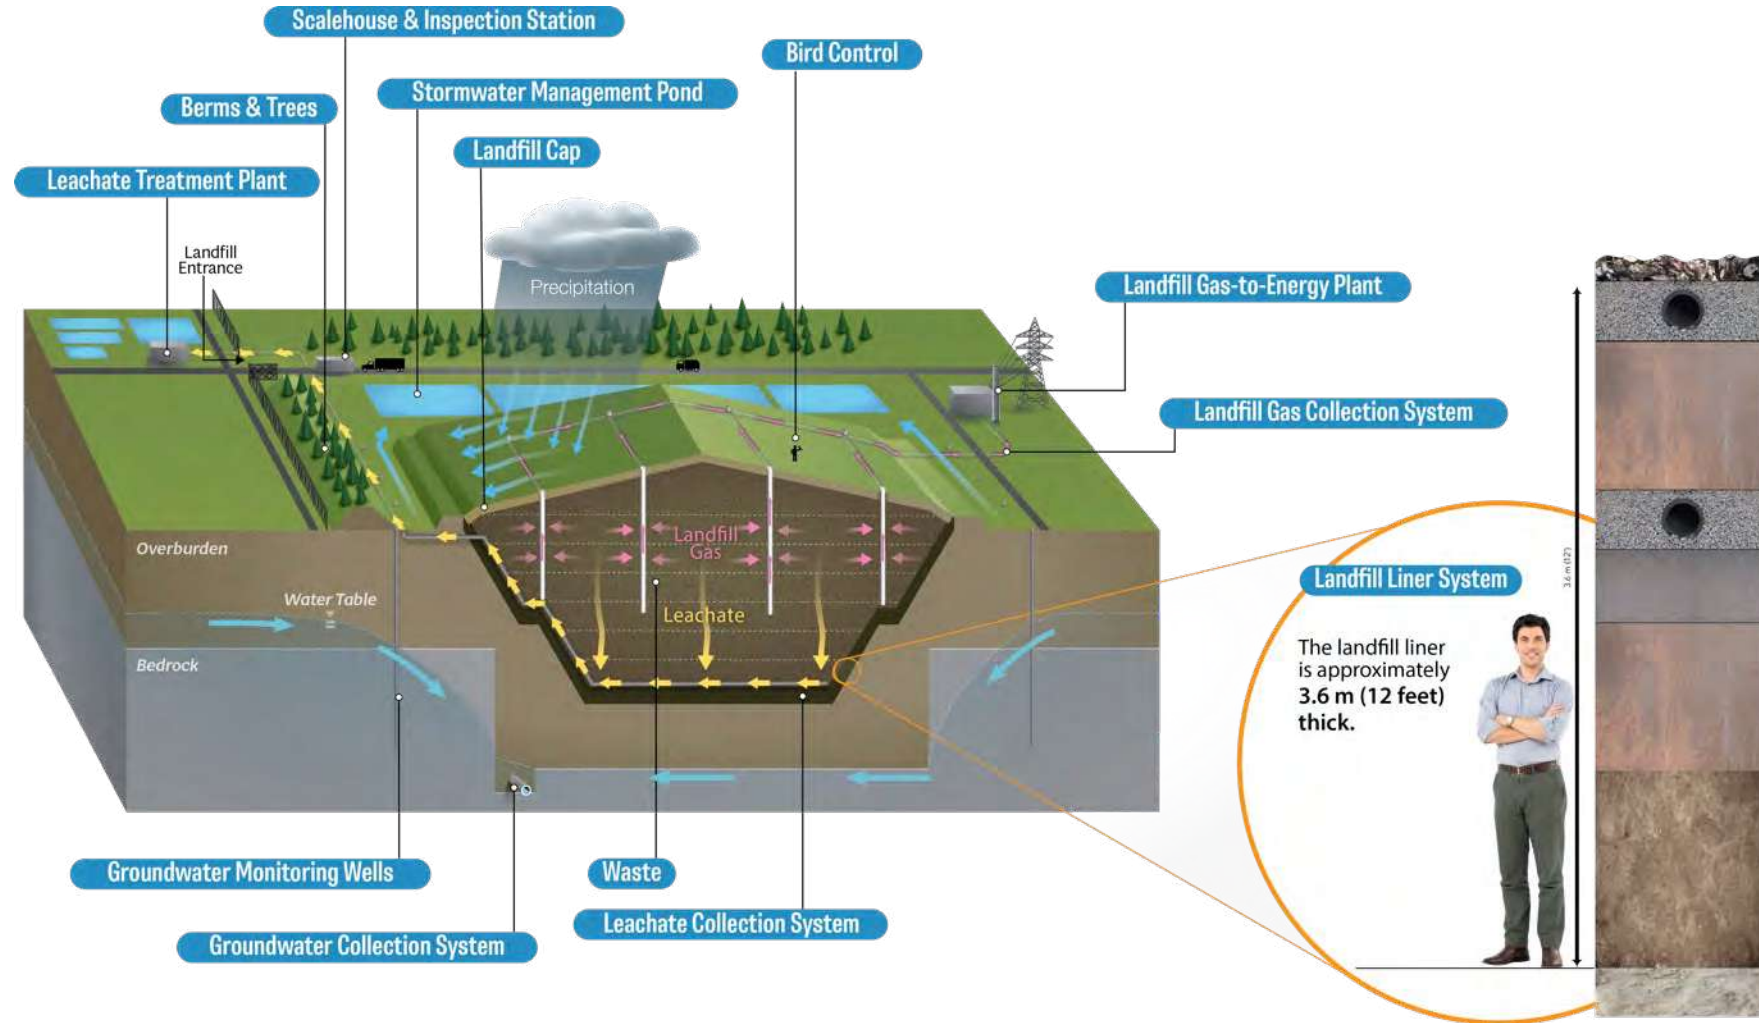 Scalehouse & Inspection Station
Bird Control
Stormwater Management Pond
Berms & Trees
Landfill Cap
Leachate Treatment Plant
Landfill
Entrance
Precipitation
Landfill Gas-to-Energy Plant
Landfill Gas Collection System
Overburden
Landfill
Gas
Water Table
Leachate
Bedrock
3.6 m (12')
Landfill Liner System
The landfill liner
is approximately
3.6 m (12 feet)
thick.
Groundwater Monitoring Wells
Waste
Leachate Collection System
Groundwater Collection System